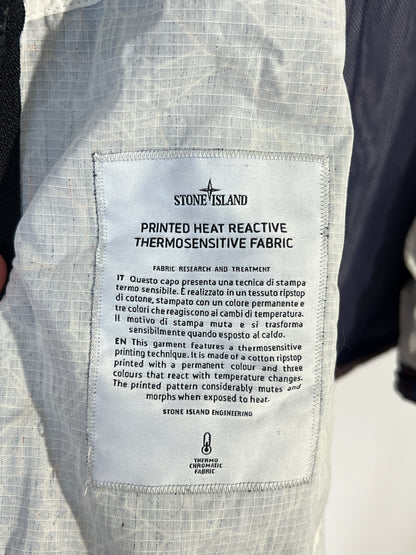 STONE ISLAND
PRINTED HEAT REACTIVE
THERMOSENSITIVE FABRIC
FABRIC RESEARCH AND TREATMENT
IT Questo capo presenta una tecnica di stampa
termo sensibile. È realizzato in un tessuto ripstop
di cotone, stampato con un colore permanente e
tre colori che reagiscono ai cambi di temperatura.
Il motivo di stampa muta e si trasforma
sensibilmente quando esposto al caldo.
EN This garment features a thermosensitive
printing technique. It is made of a cotton ripstop
printed with a permanent colour and three
colours that react with temperature changes.
The printed pattern considerably mutes and
morphs when exposed to heat.
STONE ISLAND ENGINEERING
THERMO
CHROMATIC
FABRIC